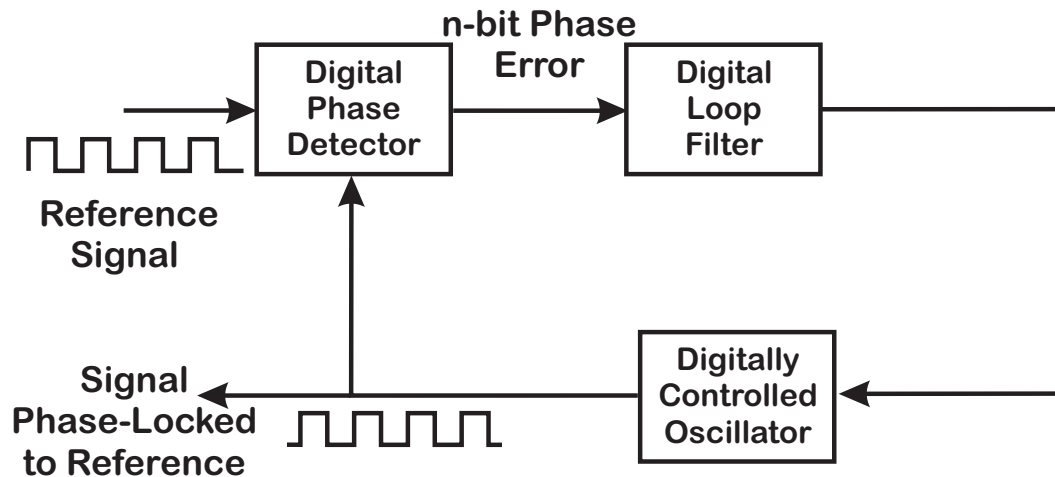 n-bit Phase
Error
Digital
Phase
Detector
Digital
Loop
Filter
Reference
Signal
Signal
Phase-Locked
to Reference
Digitally
Controlled
Oscillator